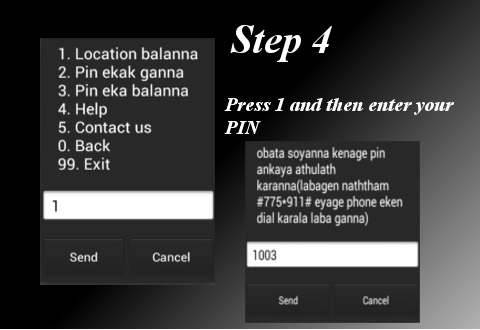 Step 4
1. Location balanna
2. Pin ekak ganna
3. Pin eka balanna
4. Help
5. Contact us
0. Back
99. Exit
1
Send Cancel
Press 1 and then enter your
PIN
obata soyanna kenage pin
ankaya athulath
karanna(labagen naththam
#775*911# eyage phone eken
dial karala laba ganna)
1003
Send Cancel